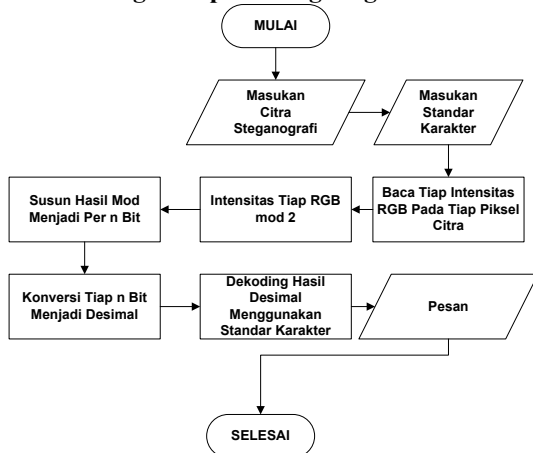 MULAI
Masukan
Citra
Steganografi
Masukan
Standar
Karakter
Baca Tiap Intensitas
RGB Pada Tiap Piksel
Citra
Intensitas Tiap RGB
mod 2
Susun Hasil Mod
Menjadi Per n Bit
Konversi Tiap n Bit
Menjadi Desimal
Dekoding Hasil
Desimal
Menggunakan
Standar Karakter
Pesan
SELESAI